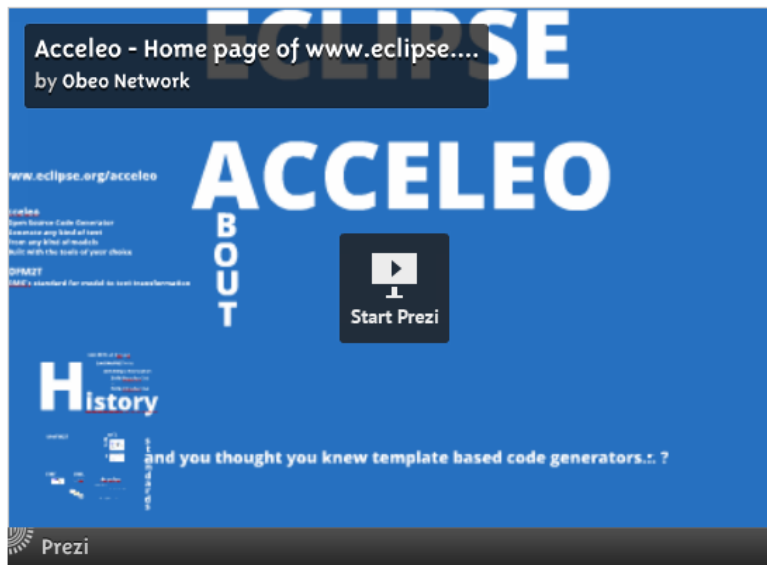 ECLIPSE
Acceleo - Home page of www.eclipse....
by Obeo Network
ACCELEO
ABOUT
www.eclipse.org/acceleo
cceleo
Open Source Code Generator
Generate any kind of text
From any kind of models
Built with the tools of your choice
OFM2T
OMG's standard for model to text transformation
Start Prezi
History
standards
and you thought you knew template based code generators... ?
Prezi